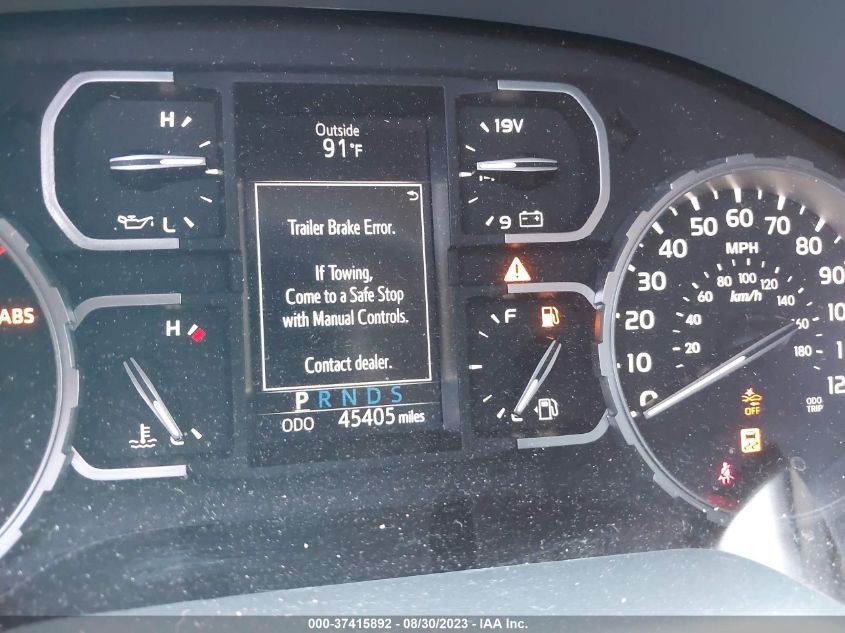 H
L
Outside
91°F
19V
9
Trailer Brake Error.
If Towing,
Come to a Safe Stop
with Manual Controls.
Contact dealer.
P R N D S
ODO 45405 miles
ABS
H
C
F
E
0
10
20
30
40
50
60
70
80
90
MPH
km/h
20
40
60
80
100
120
140
180
OFF
ODO
TRIP
000-37415892 - 08/30/2023 - IAA Inc.